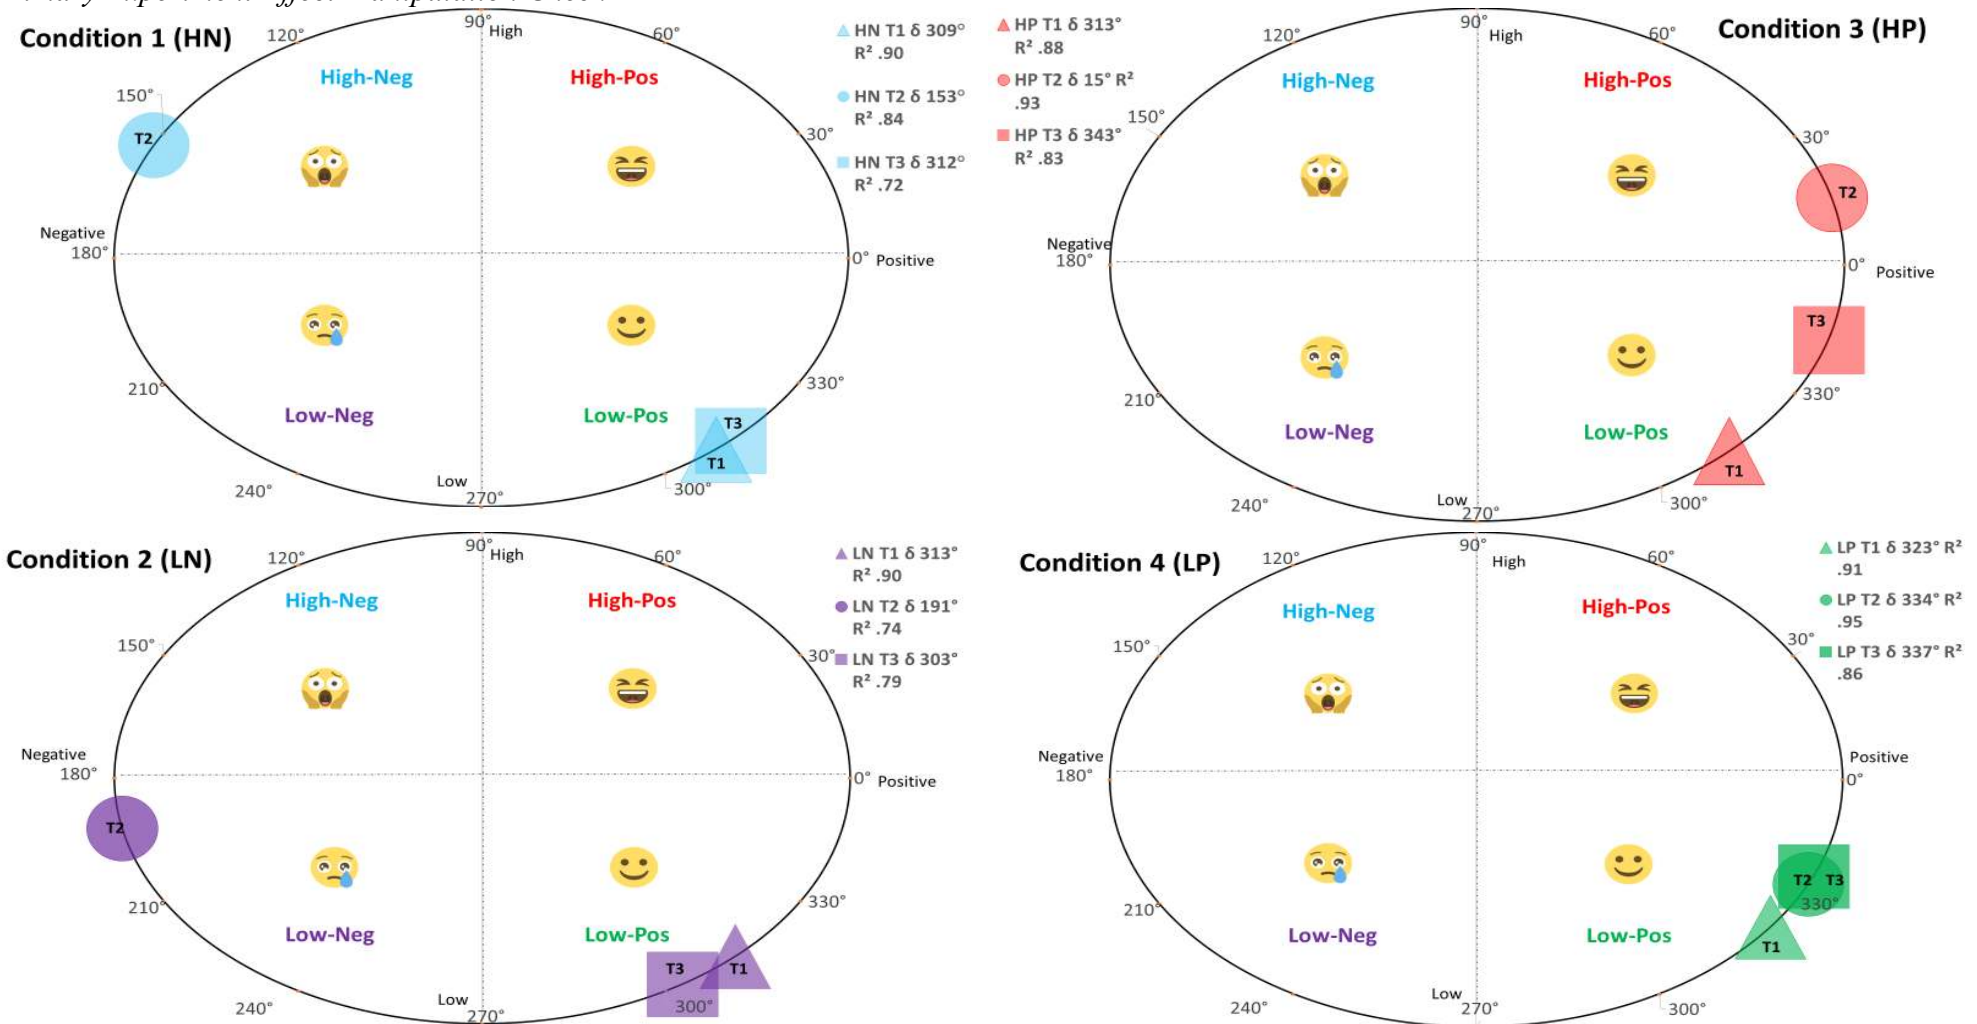 Condition 1 (HN)
90°
High
120°
60°
High-Neg
High-Pos
150°
30°
T2
Negative
180°
0°
Positive
210°
330°
Low-Neg
Low-Pos
T3
T1
Low
240°
270°
300°
HN T1 δ 309°
R² .90
HN T2 δ 153°
R² .84
HN T3 δ 312°
R² .72
HP T1 δ 313°
R² .88
HP T2 δ 15° R²
.93
HP T3 δ 343°
R² .83
Condition 3 (HP)
90°
High
120°
60°
High-Neg
High-Pos
150°
30°
T2
Negative
180°
0°
Positive
T3
210°
330°
Low-Neg
Low-Pos
T1
Low
240°
270°
300°
Condition 2 (LN)
90°
High
120°
60°
High-Neg
High-Pos
150°
30°
Negative
180°
0°
Positive
T2
210°
330°
Low-Neg
Low-Pos
T3
T1
Low
240°
270°
300°
LN T1 δ 313°
R² .90
LN T2 δ 191°
R² .74
LN T3 δ 303°
R² .79
Condition 4 (LP)
90°
High
120°
60°
High-Neg
High-Pos
150°
30°
Negative
180°
Positive
0°
T2
T3
330°
210°
Low-Neg
Low-Pos
T1
Low
240°
270°
300°
LP T1 δ 323° R²
.91
LP T2 δ 334° R²
.95
LP T3 δ 337° R²
.86